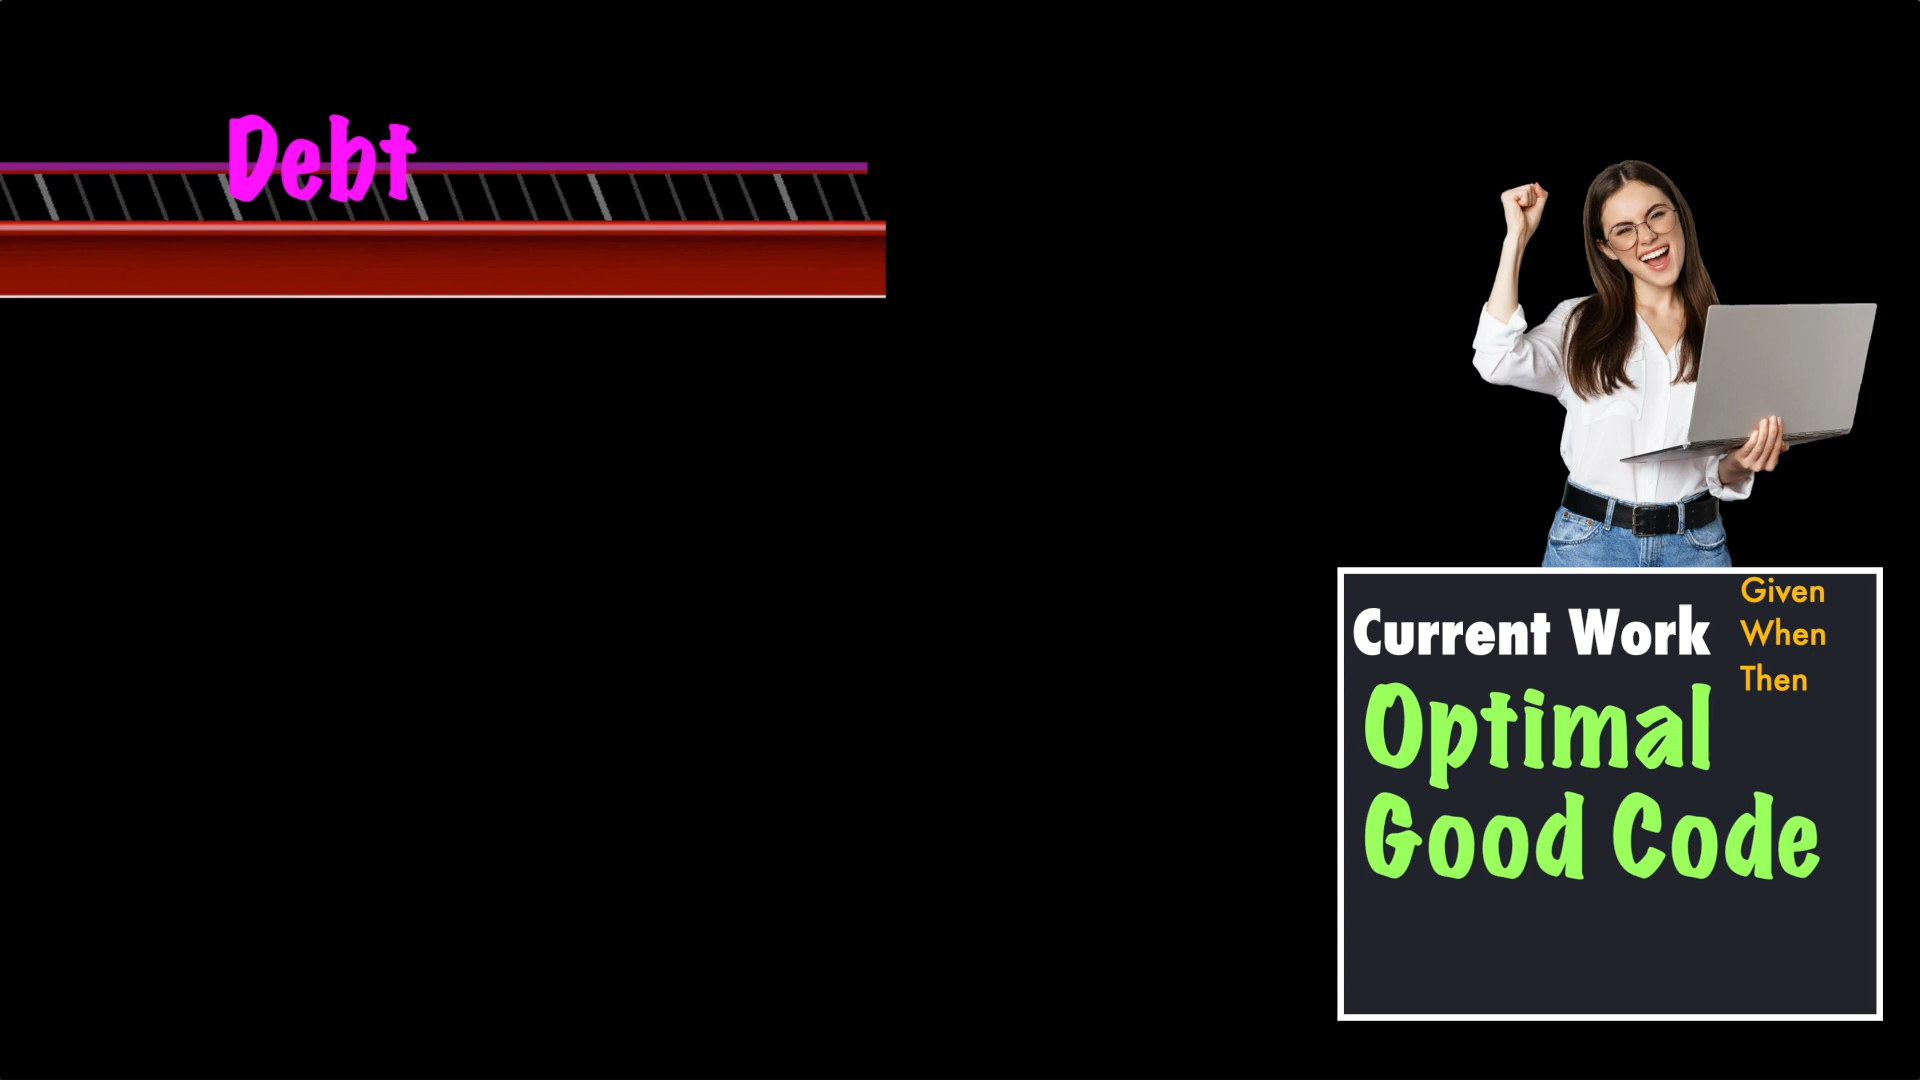 Debt
Current Work
Given
When
Then
Optimal
Good Code